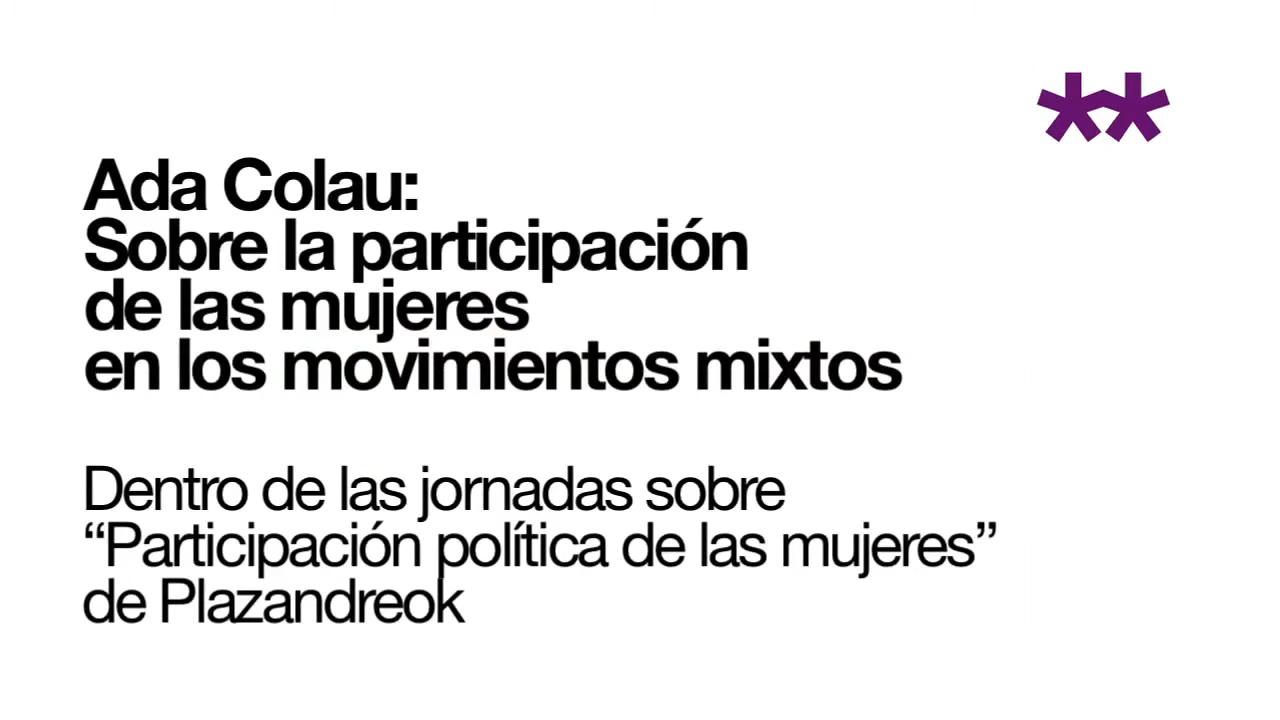 Ada Colau:
Sobre la participación
de las mujeres
en los movimientos mixtos
Dentro de las jornadas sobre
“Participación política de las mujeres”
de Plazandreok